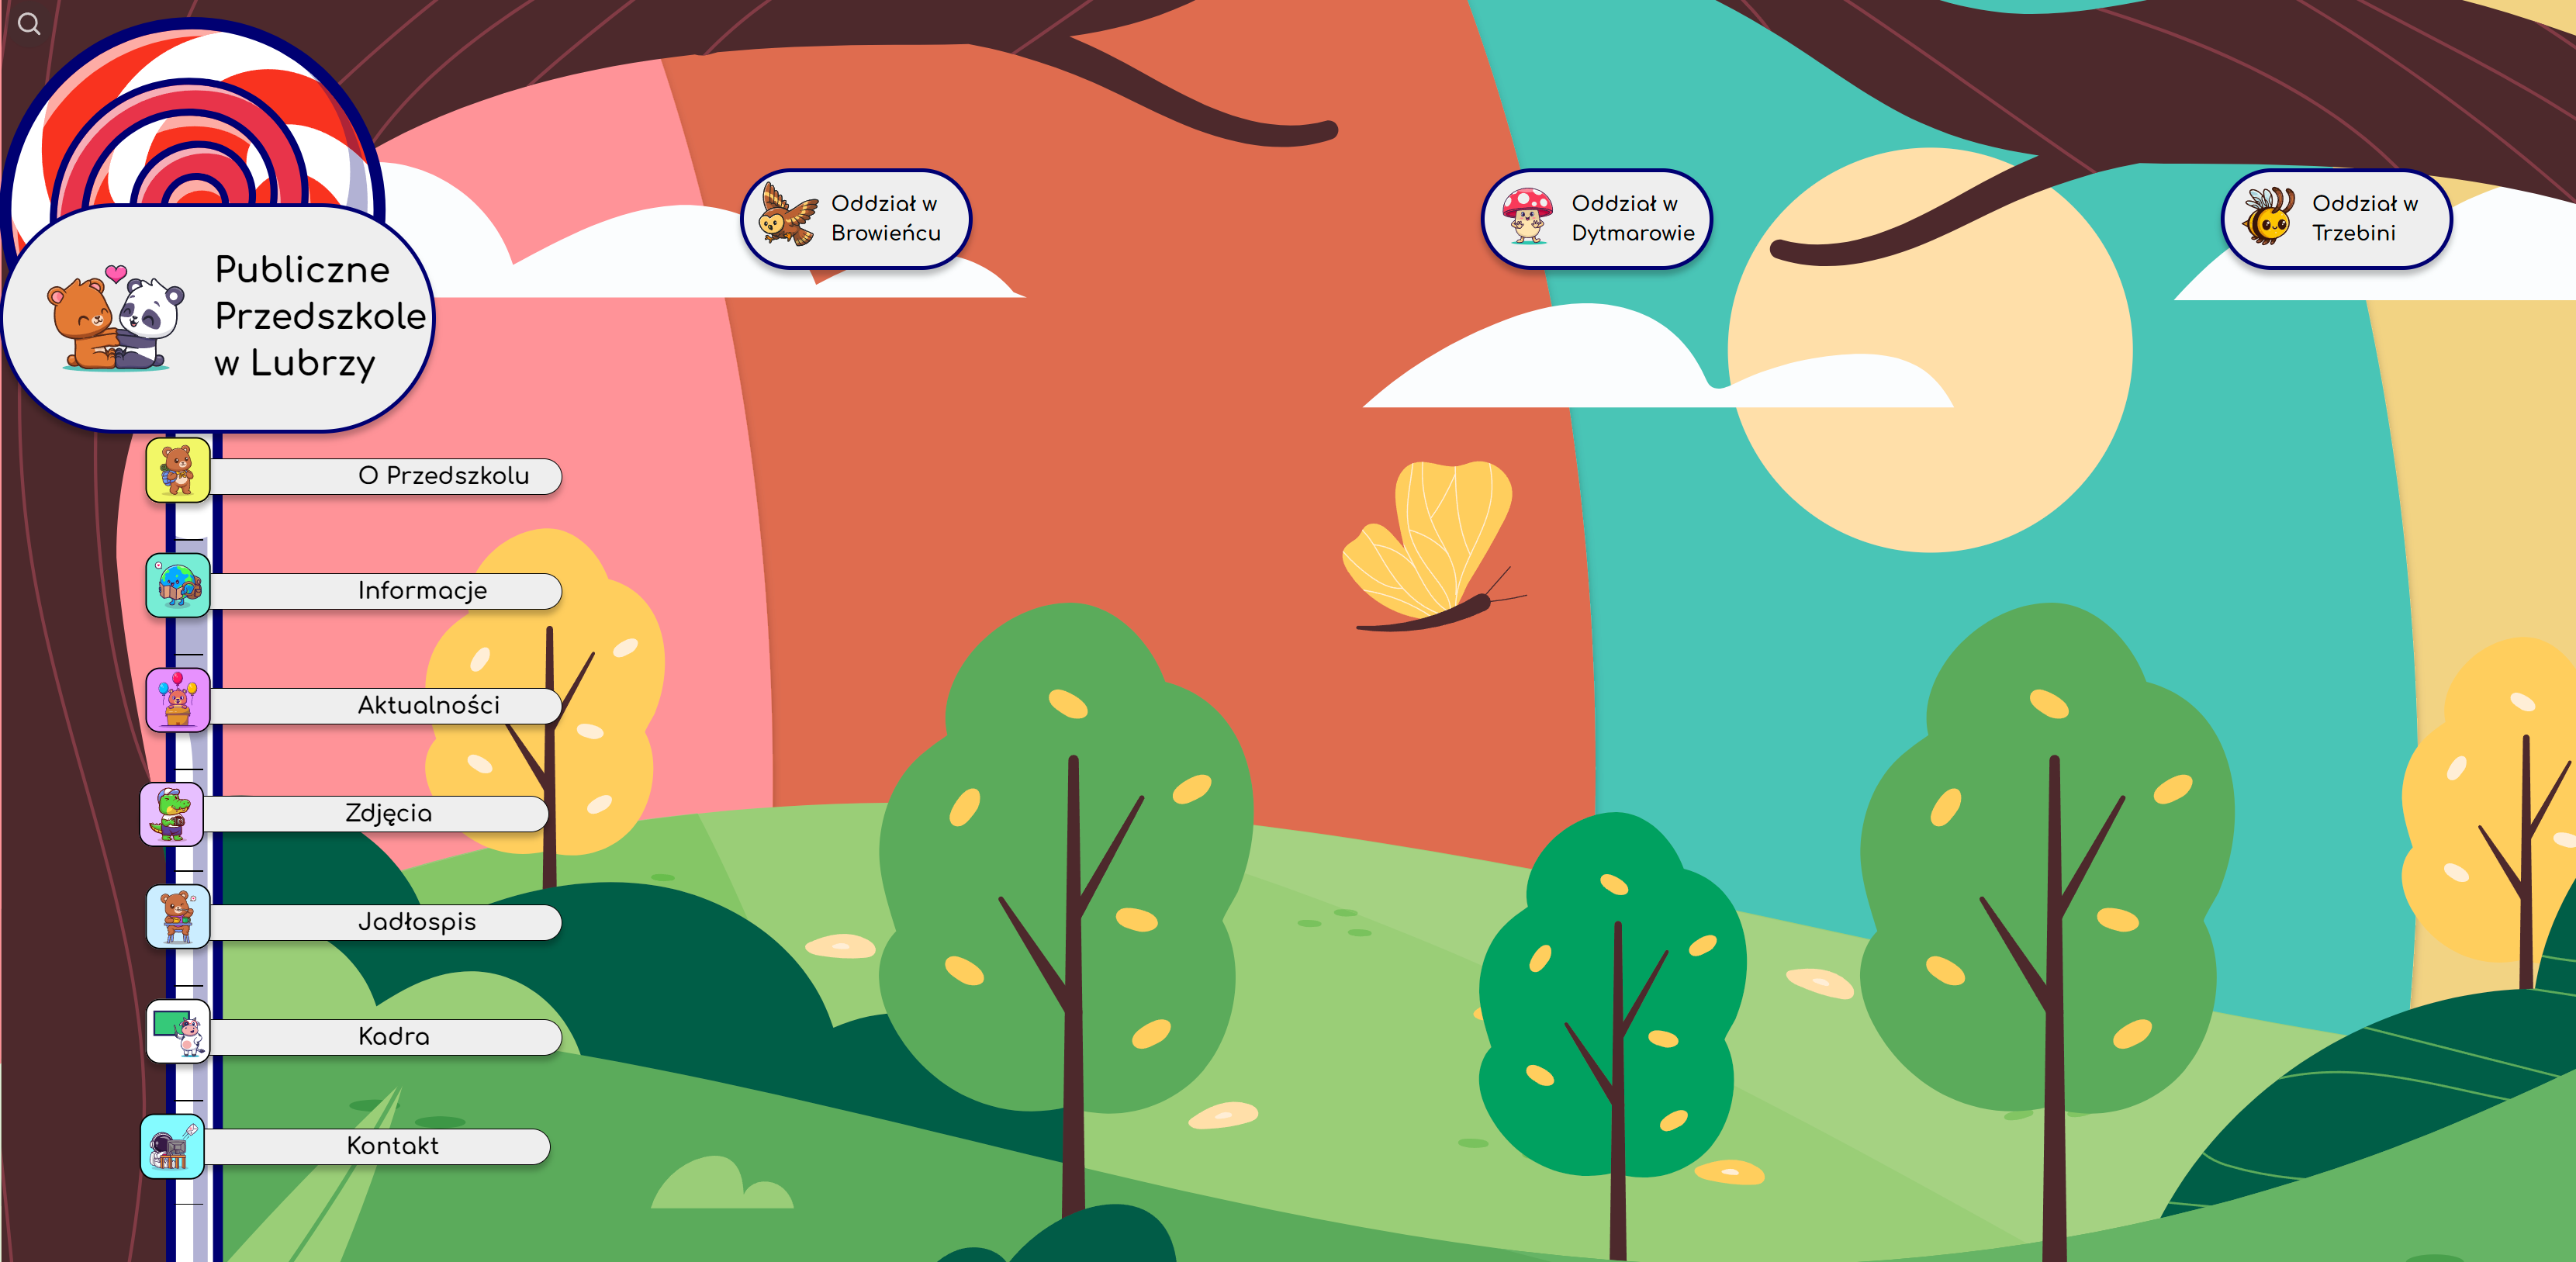 Publiczne
Przedszkole
w Lubrzy
Oddział w
Browieńcu
Oddział w
Dytmarowie
Oddział w
Trzebini
O Przedszkolu
Informacje
Aktualności
Zdjęcia
Jadłospis
Kadra
Kontakt